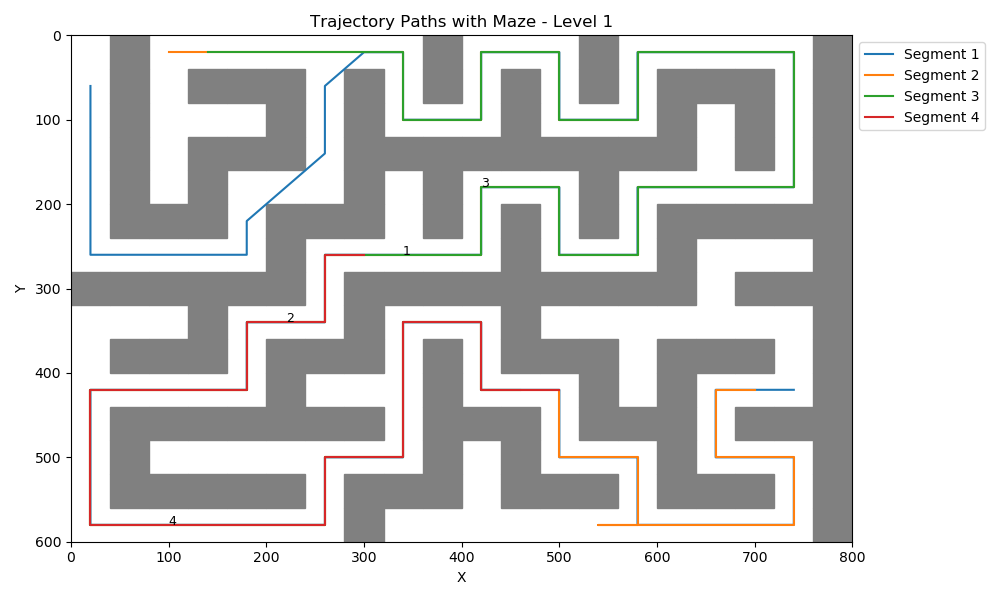 Trajectory Paths with Maze - Level 1
Segment 1
Segment 2
Segment 3
Segment 4
0
100
200
300
400
500
600
Y
3
1
2
4
0 100 200 300 400 500 600 700 800
X